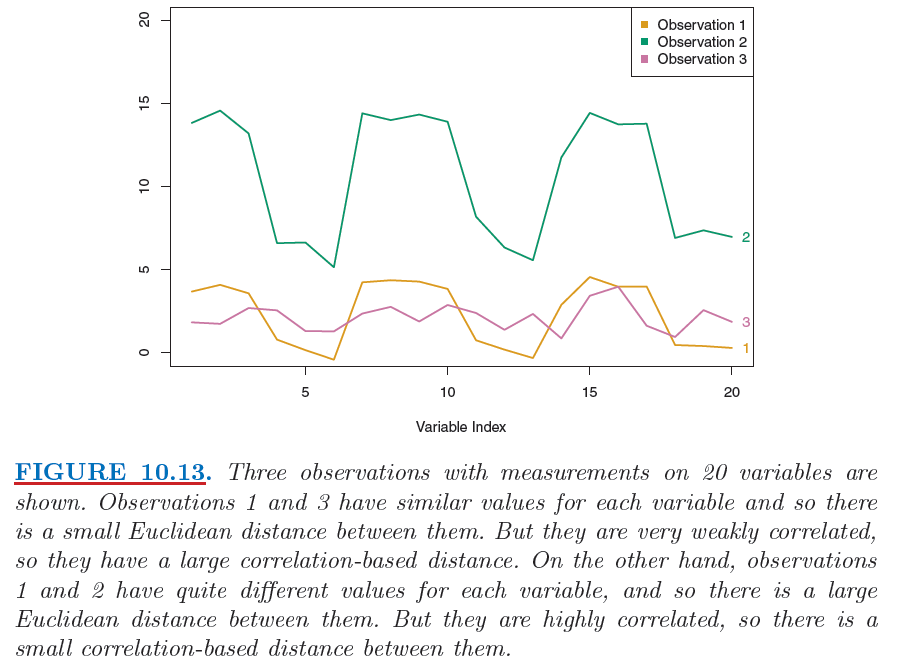 20
15
10
5
0
Observation 1
Observation 2
Observation 3
2
3
1
5 10 15 20
Variable Index
FIGURE 10.13. Three observations with measurements on 20 variables are
shown. Observations 1 and 3 have similar values for each variable and so there
is a small Euclidean distance between them. But they are very weakly correlated,
so they have a large correlation-based distance. On the other hand, observations
1 and 2 have quite different values for each variable, and so there is a large
Euclidean distance between them. But they are highly correlated, so there is a
small correlation-based distance between them.